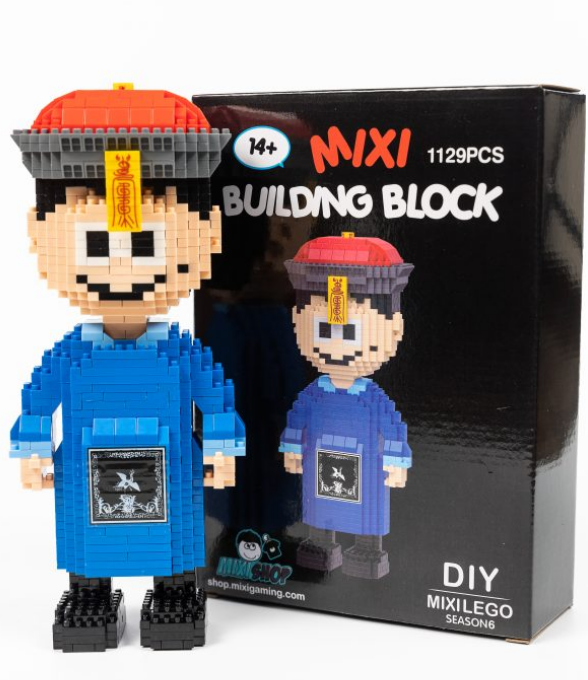 14+
MIXI
1129PCS
BUILDING BLOCK
MIXISHOP
shop.mixigaming.com
DIY
MIXILEGO
SEASON6